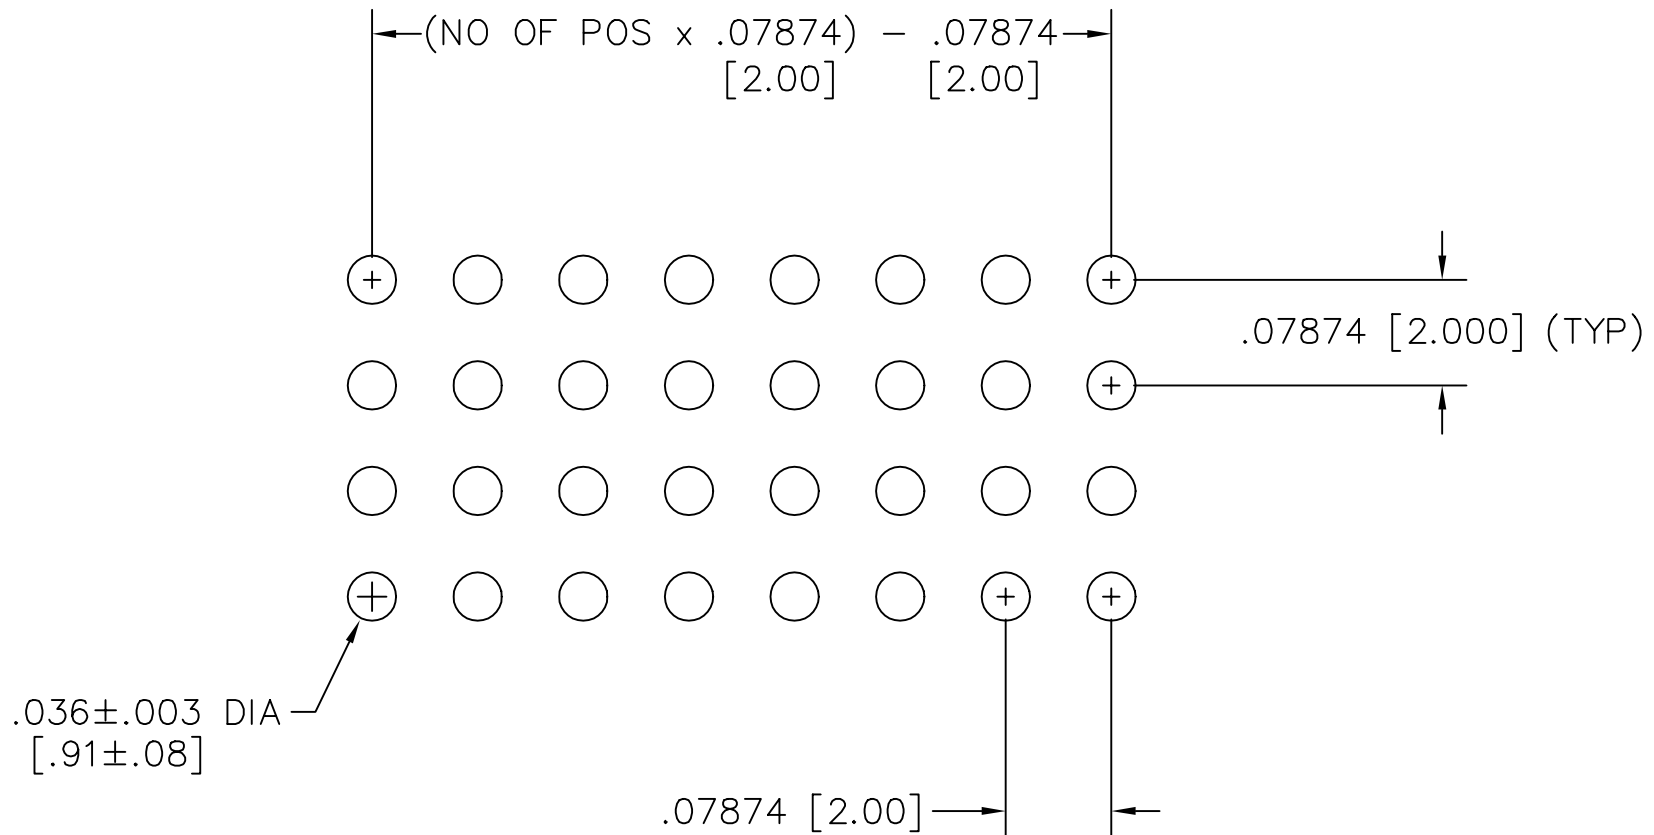 (NO OF POS x .07874) - .07874
[2.00] [2.00]
.07874 [2.000] (TYP)
.036±.003 DIA
[.91±.08]
.07874 [2.00]